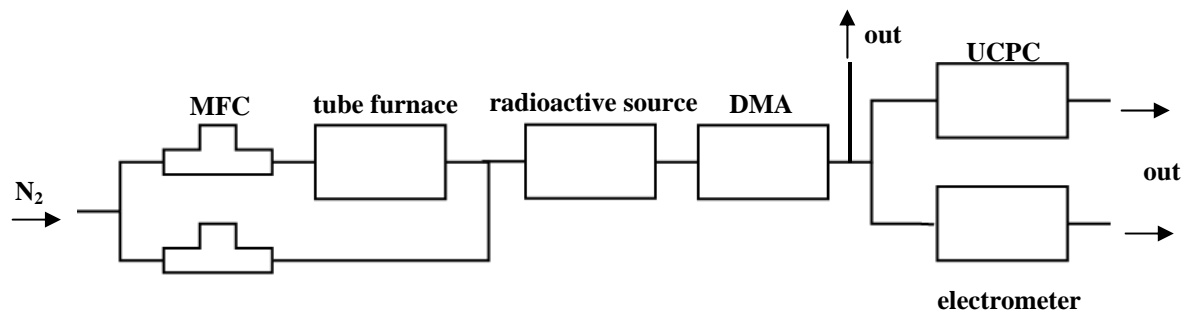 out
UCPC
MFC
tube furnace
radioactive source
DMA
N₂
out
electrometer